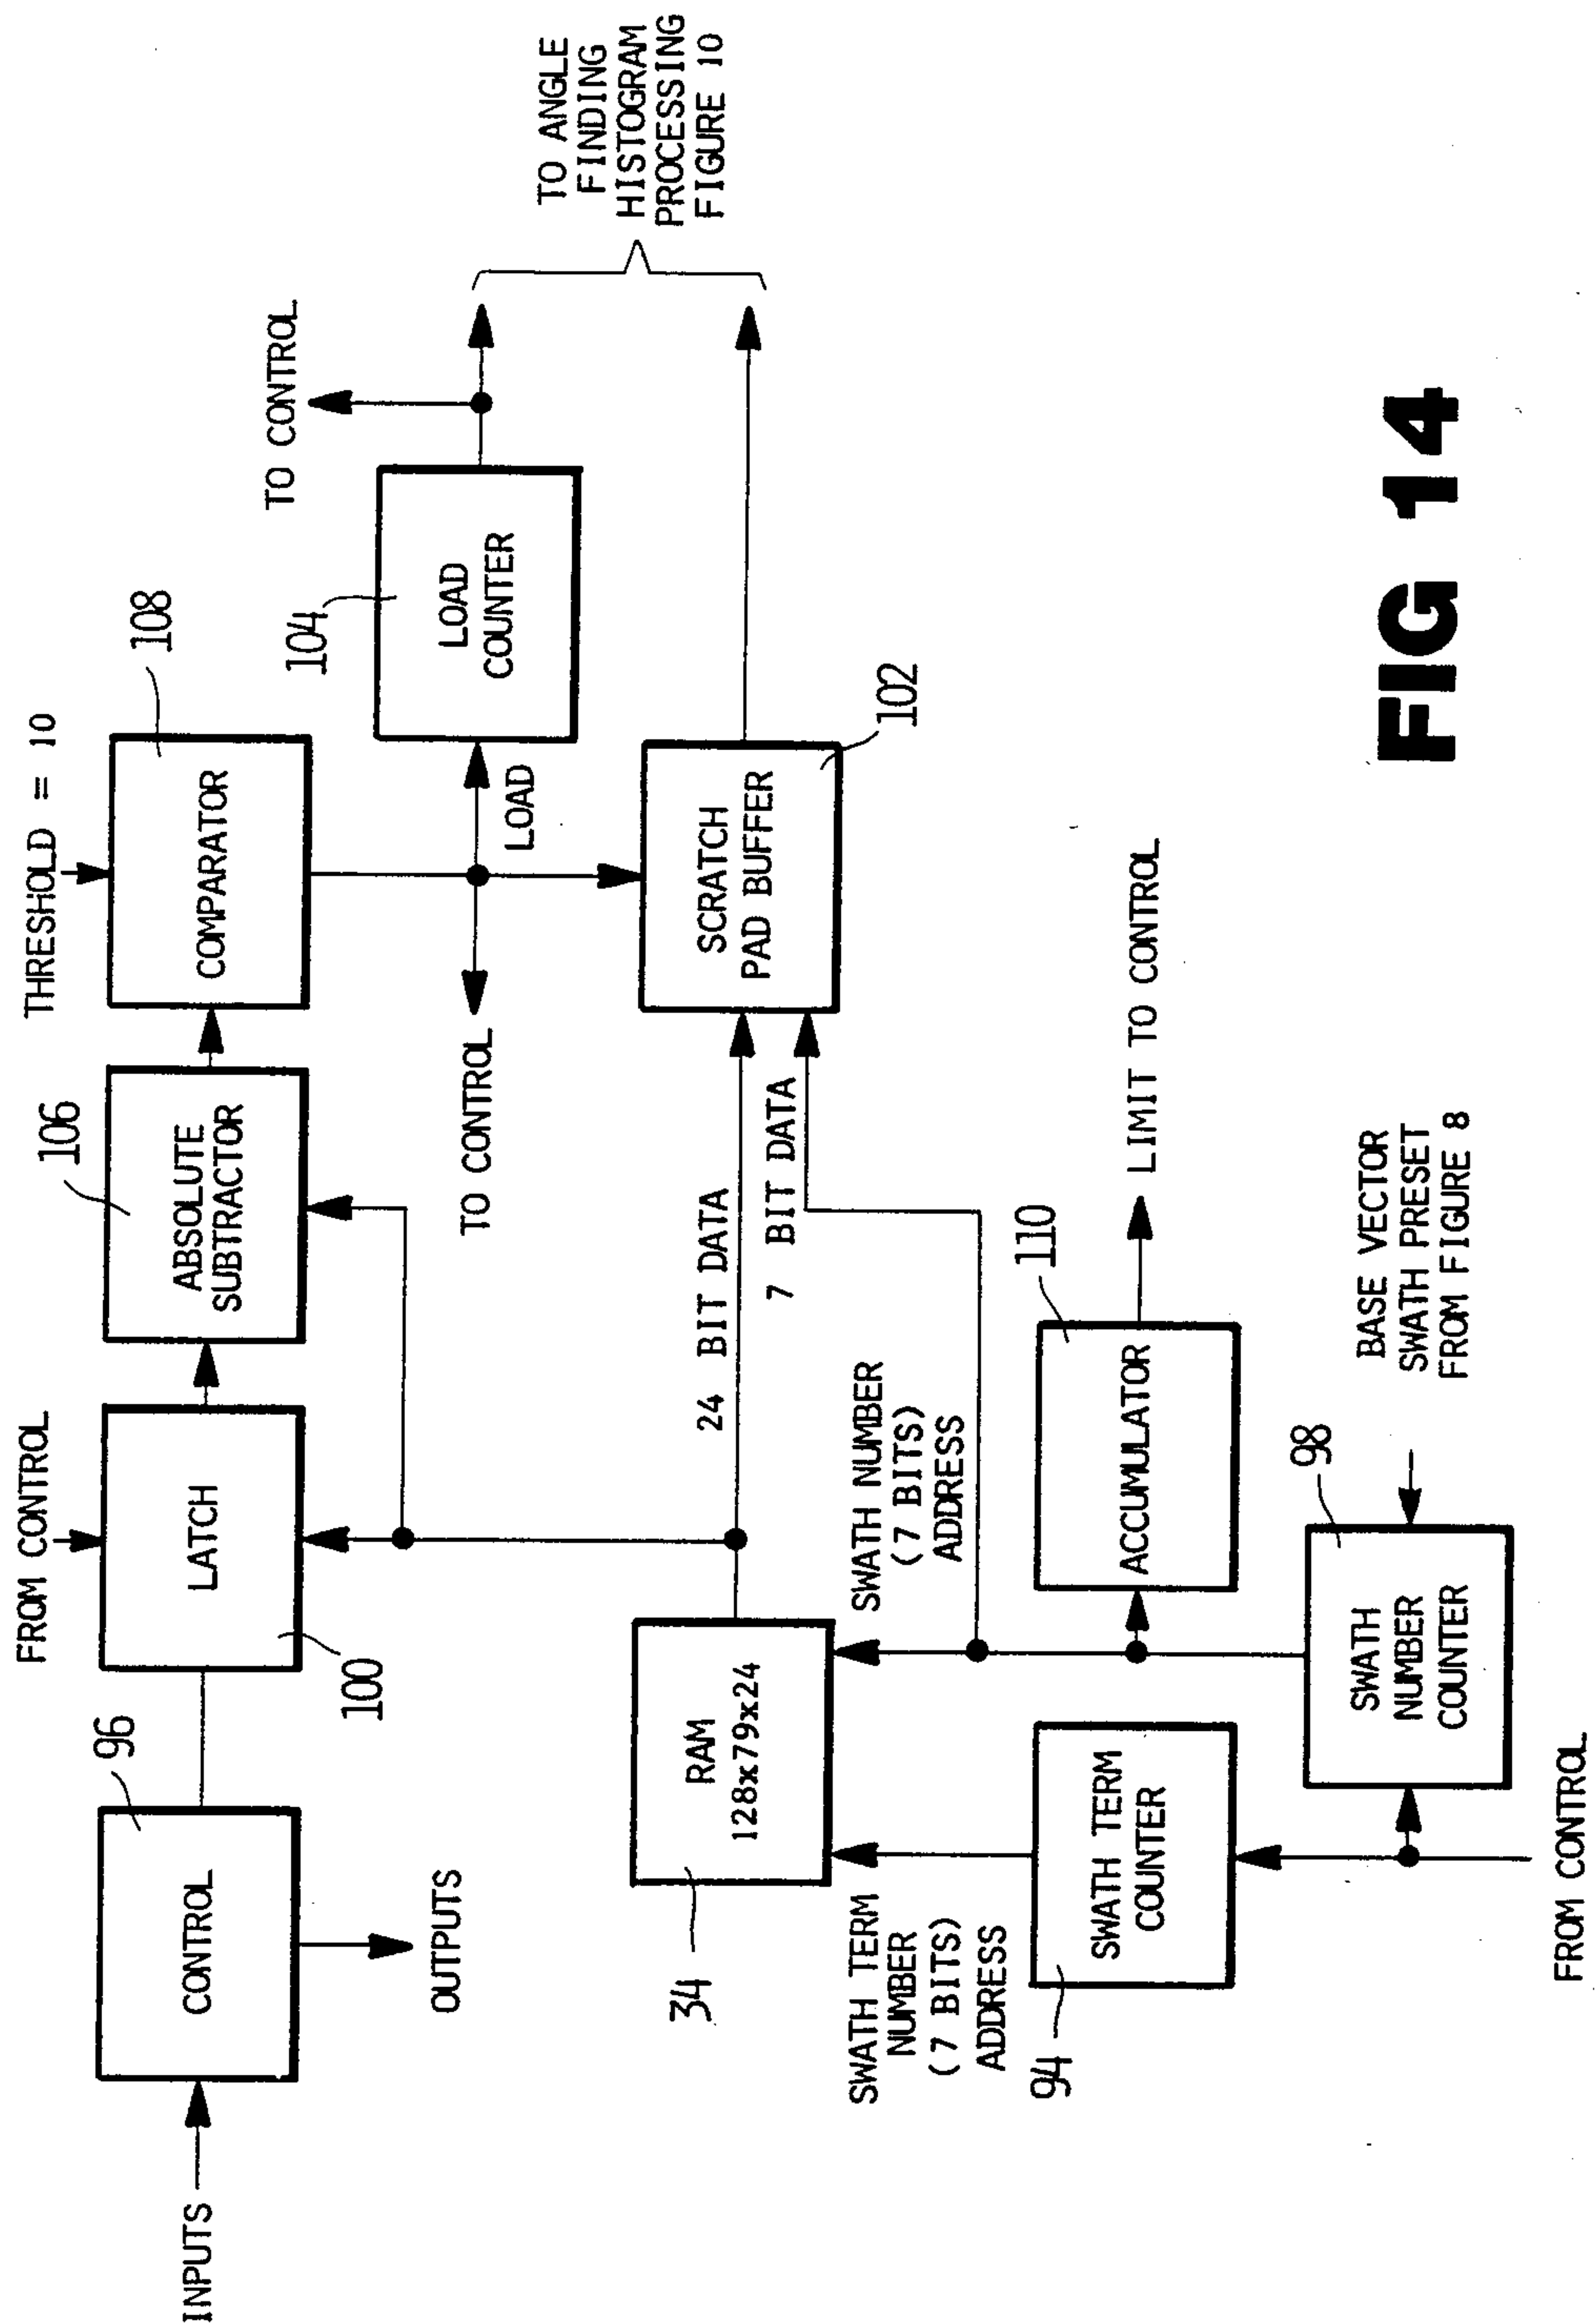 INPUTS
CONTROL
96
OUTPUTS
FROM CONTROL
LATCH
100
ABSOLUTE
SUBTRACTOR
106
THRESHOLD = 10
COMPARATOR
108
TO CONTROL
LOAD
LOAD
COUNTER
104
TO CONTROL
TO ANGLE
FINDING
HISTOGRAM
PROCESSING
FIGURE 10
RAM
128x79x24
34
24 BIT DATA
7 BIT DATA
SCRATCH
PAD BUFFER
102
SWATH TERM
NUMBER
(7 BITS)
ADDRESS
SWATH NUMBER
(7 BITS)
ADDRESS
SWATH TERM
COUNTER
94
ACCUMULATOR
110
LIMIT TO CONTROL
SWATH
NUMBER
COUNTER
98
BASE VECTOR
SWATH PRESET
FROM FIGURE 8
FROM CONTROL
FIG 14